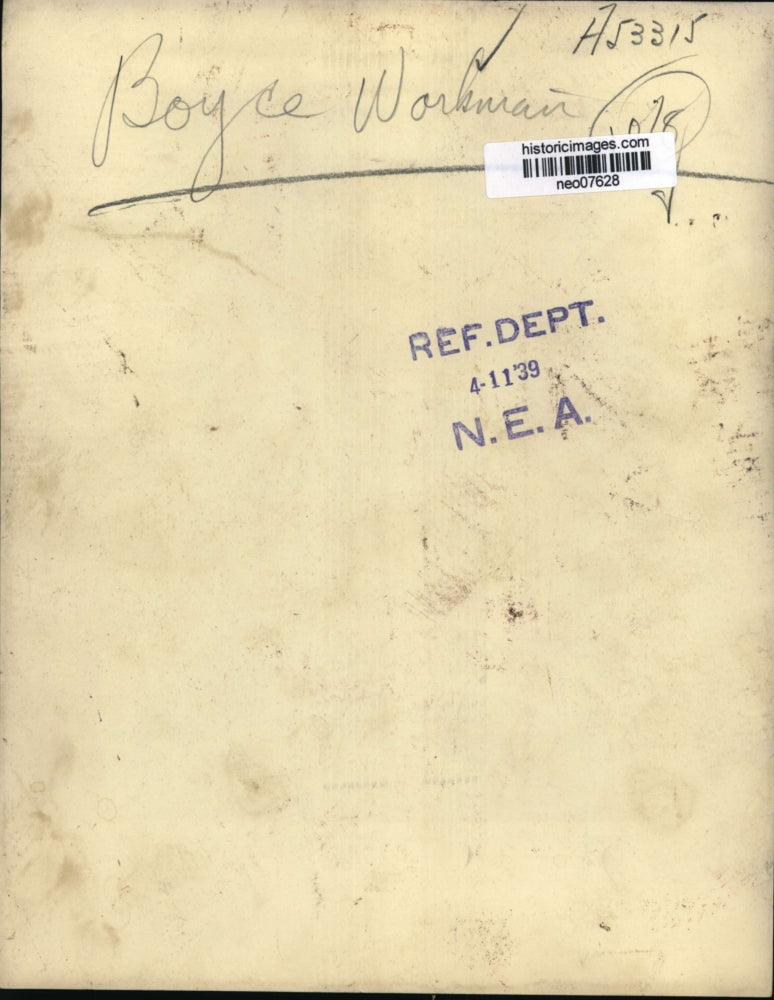 A53315
Boyce Workman
historicimages.com
neo07628
REF. DEPT.
4-11'39
N. E. A.